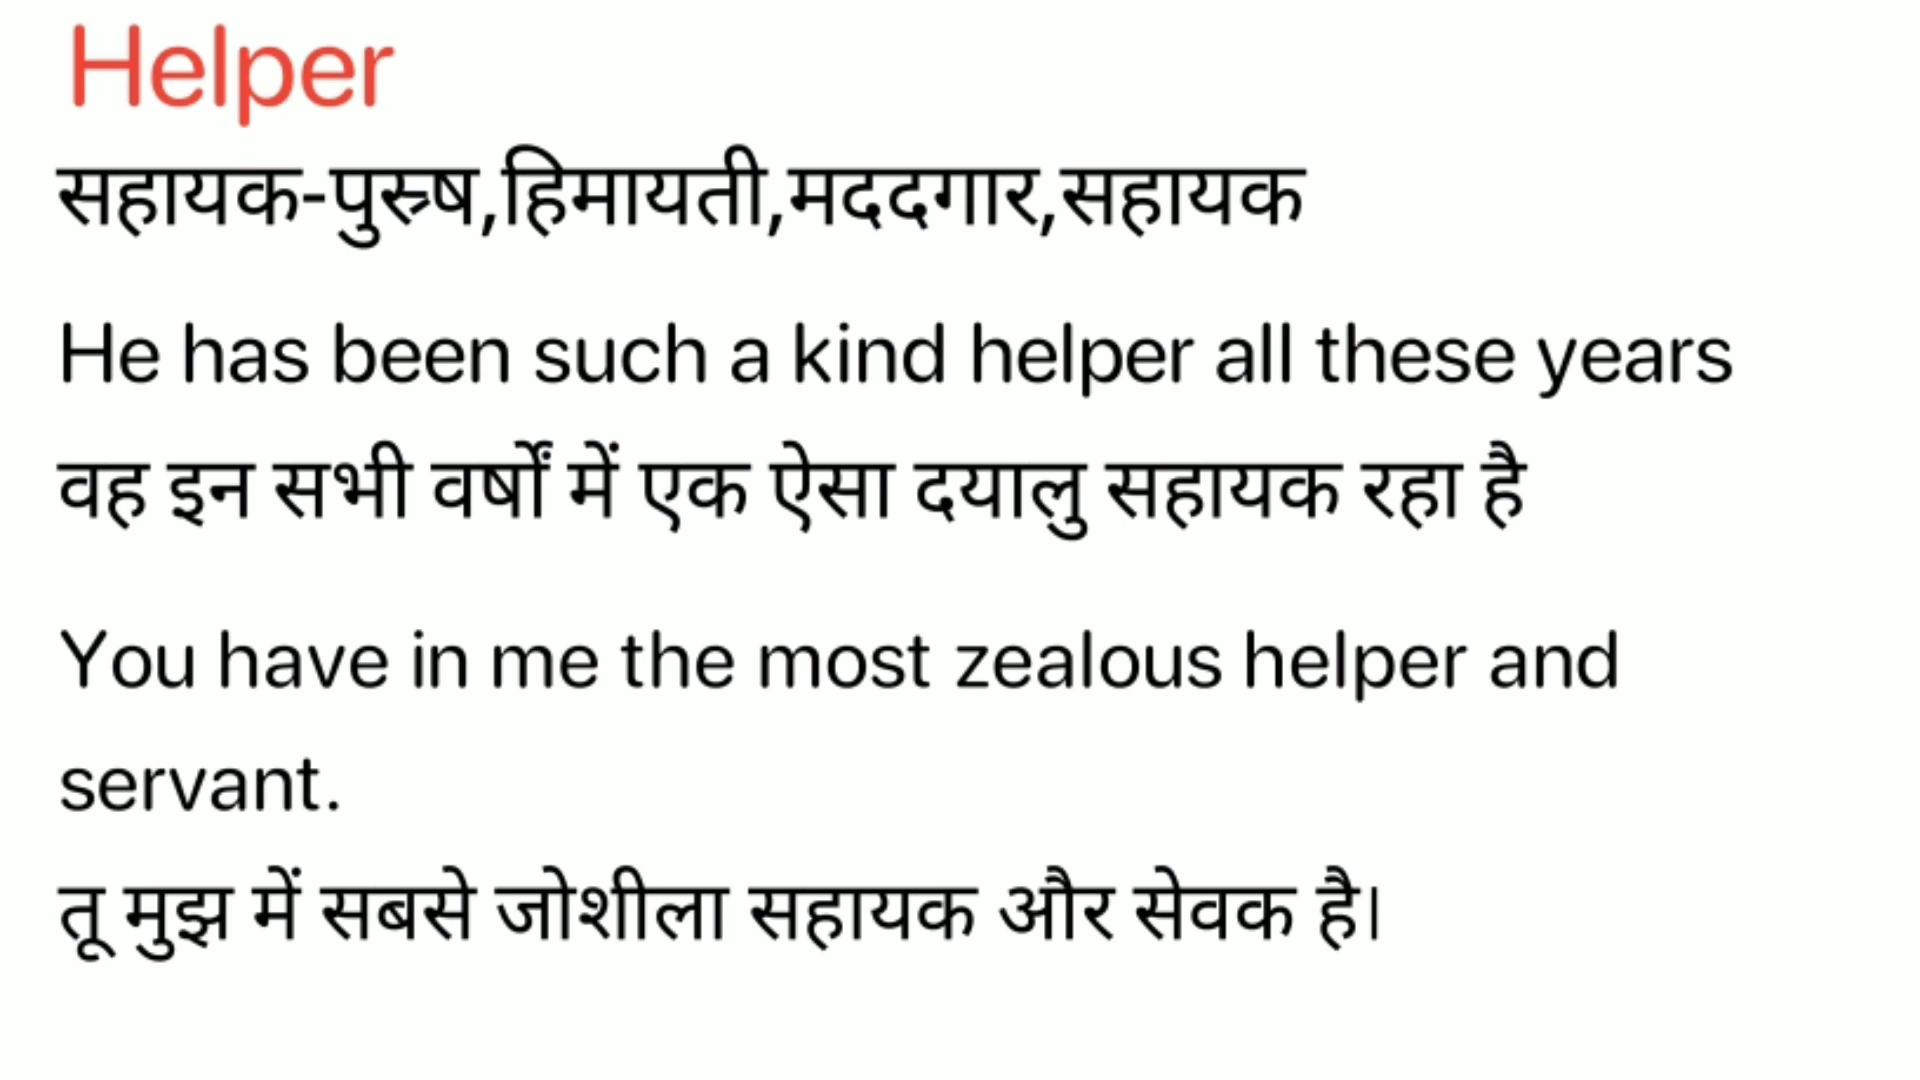 Helper
सहायक-पुरुष,हिमायती,मददगार,सहायक
He has been such a kind helper all these years
वह इन सभी वर्षों में एक ऐसा दयालु सहायक रहा है
You have in me the most zealous helper and
servant.
तू मुझ में सबसे जोशीला सहायक और सेवक है।